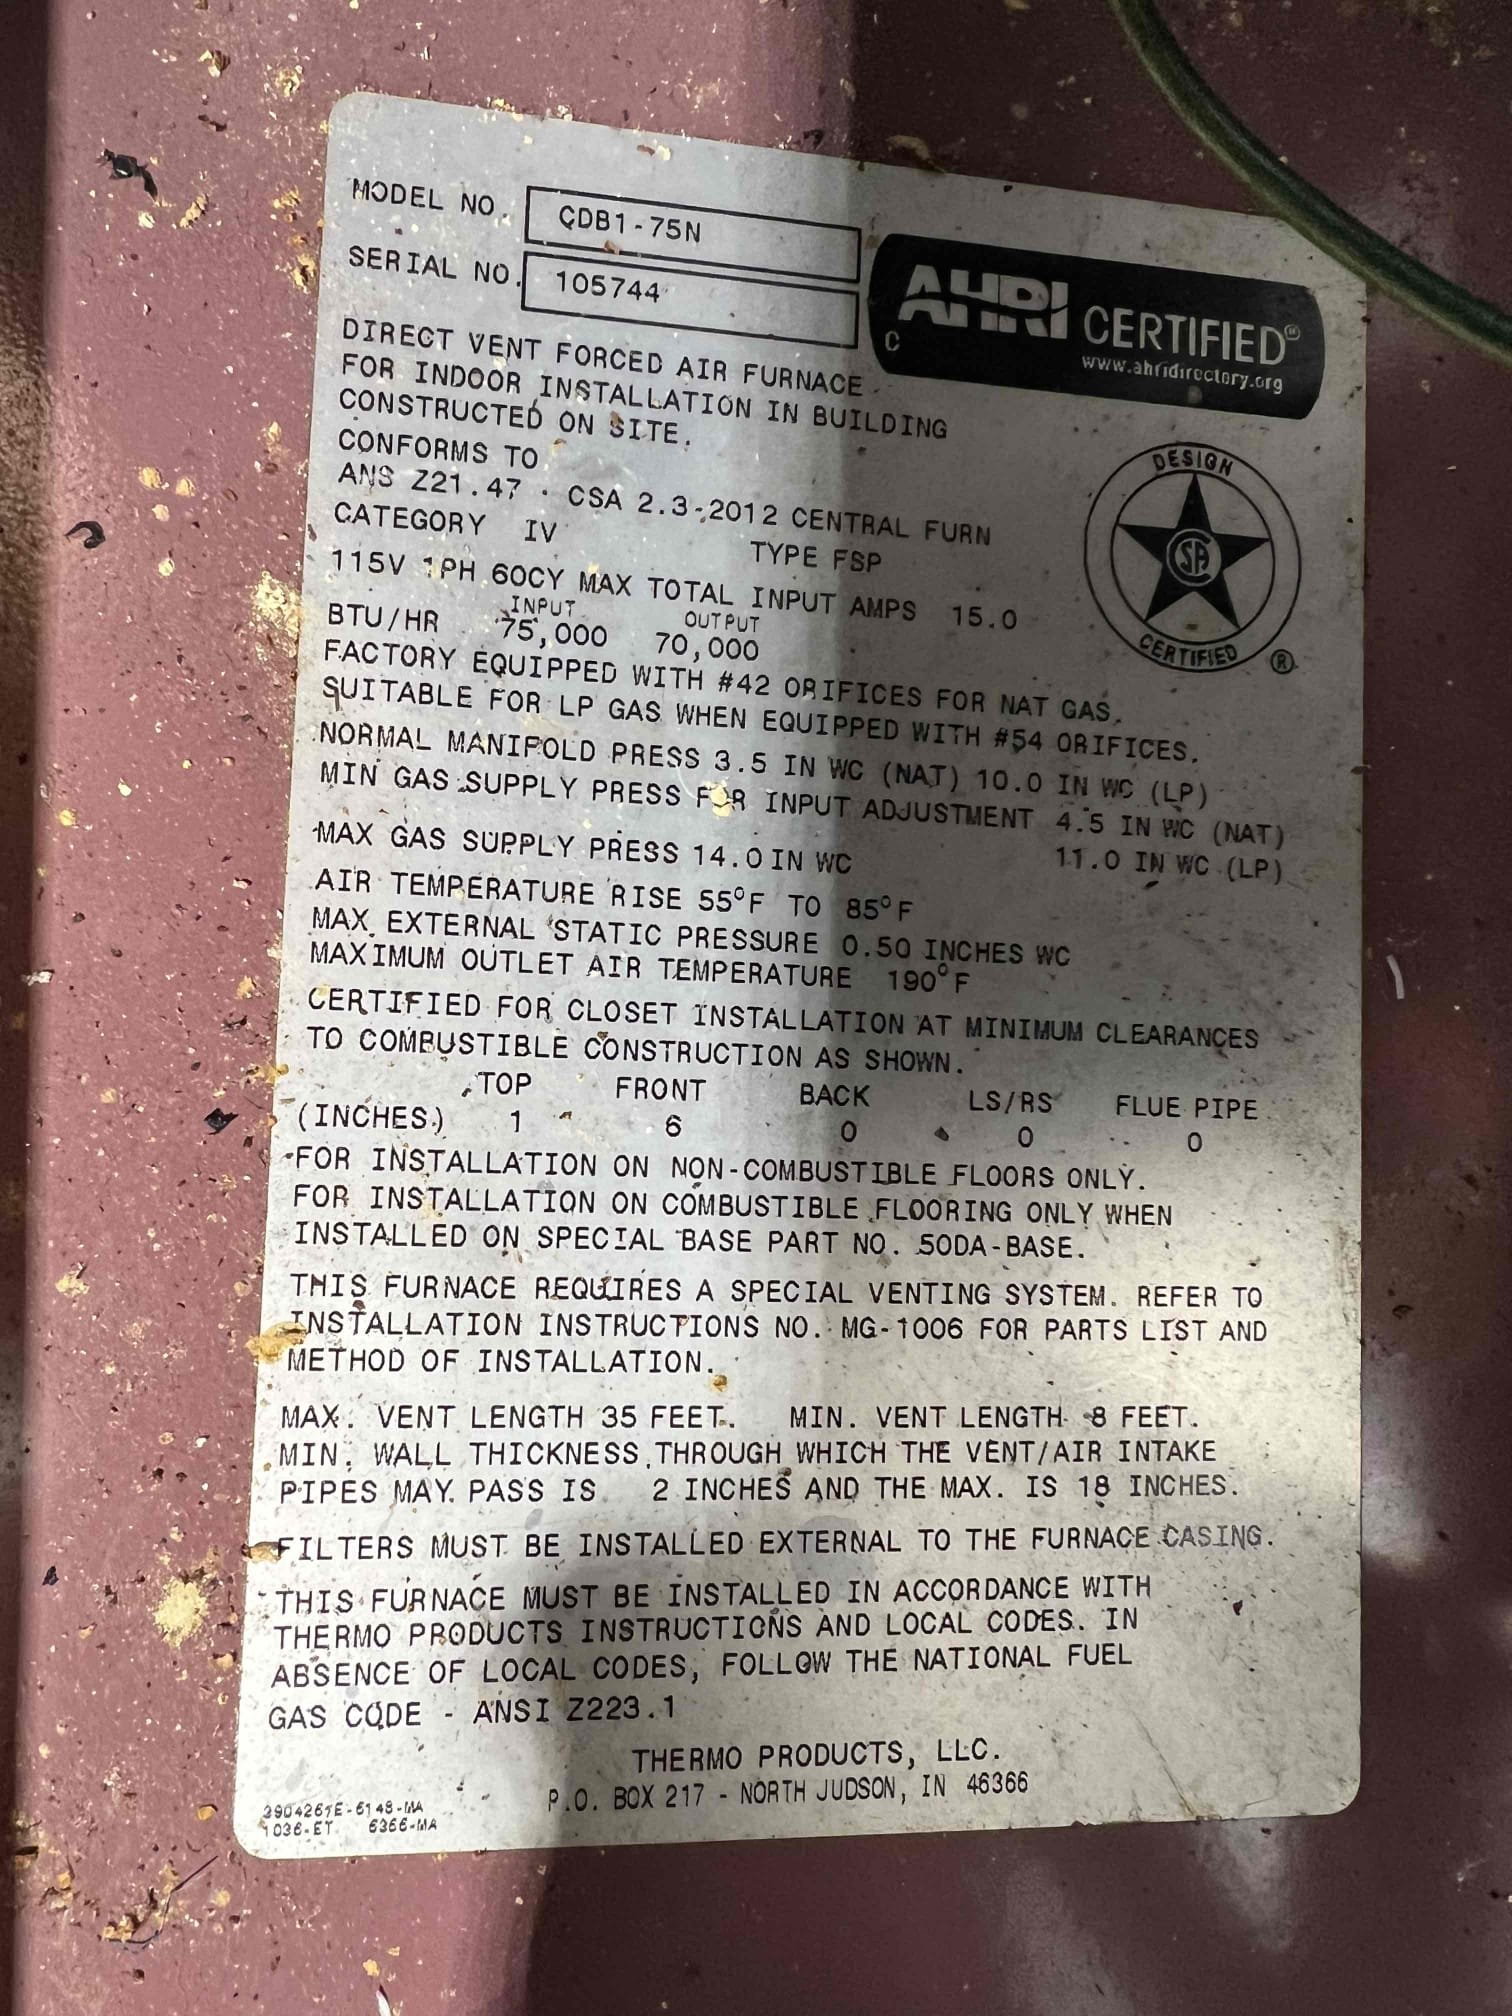 MODEL NO. CDB1-75N
SERIAL NO. 105744
AHRI CERTIFIED
www.ahridirectory.org
C
DIRECT VENT FORCED AIR FURNACE
FOR INDOOR INSTALLATION IN BUILDING
CONSTRUCTED ON SITE.
CONFORMS TO
ANS Z21.47 · CSA 2.3-2012 CENTRAL FURN
CATEGORY IV TYPE FSP
DESIGN
CSA
CERTIFIED ®
115V 1PH 60CY MAX TOTAL INPUT AMPS 15.0
INPUT OUTPUT
BTU/HR 75,000 70,000
FACTORY EQUIPPED WITH #42 ORIFICES FOR NAT GAS.
SUITABLE FOR LP GAS WHEN EQUIPPED WITH #54 ORIFICES.
NORMAL MANIFOLD PRESS 3.5 IN WC (NAT) 10.0 IN WC (LP)
MIN GAS SUPPLY PRESS FOR INPUT ADJUSTMENT 4.5 IN WC (NAT)
11.0 IN WC (LP)
MAX GAS SUPPLY PRESS 14.0 IN WC
AIR TEMPERATURE RISE 55°F TO 85°F
MAX. EXTERNAL STATIC PRESSURE 0.50 INCHES WC
MAXIMUM OUTLET AIR TEMPERATURE 190°F
CERTIFIED FOR CLOSET INSTALLATION AT MINIMUM CLEARANCES
TO COMBUSTIBLE CONSTRUCTION AS SHOWN.
TOP FRONT BACK LS/RS FLUE PIPE
(INCHES) 1 6 0 0 0
FOR INSTALLATION ON NON-COMBUSTIBLE FLOORS ONLY.
FOR INSTALLATION ON COMBUSTIBLE FLOORING ONLY WHEN
INSTALLED ON SPECIAL BASE PART NO. 50DA-BASE.
THIS FURNACE REQUIRES A SPECIAL VENTING SYSTEM. REFER TO
INSTALLATION INSTRUCTIONS NO. MG-1006 FOR PARTS LIST AND
METHOD OF INSTALLATION.
MAX. VENT LENGTH 35 FEET. MIN. VENT LENGTH 8 FEET.
MIN. WALL THICKNESS THROUGH WHICH THE VENT/AIR INTAKE
PIPES MAY PASS IS 2 INCHES AND THE MAX. IS 18 INCHES.
FILTERS MUST BE INSTALLED EXTERNAL TO THE FURNACE CASING.
THIS FURNACE MUST BE INSTALLED IN ACCORDANCE WITH
THERMO PRODUCTS INSTRUCTIONS AND LOCAL CODES. IN
ABSENCE OF LOCAL CODES, FOLLOW THE NATIONAL FUEL
GAS CODE - ANSI Z223.1
THERMO PRODUCTS, LLC.
P.O. BOX 217 - NORTH JUDSON, IN 46366
1036-ET 6366-MA